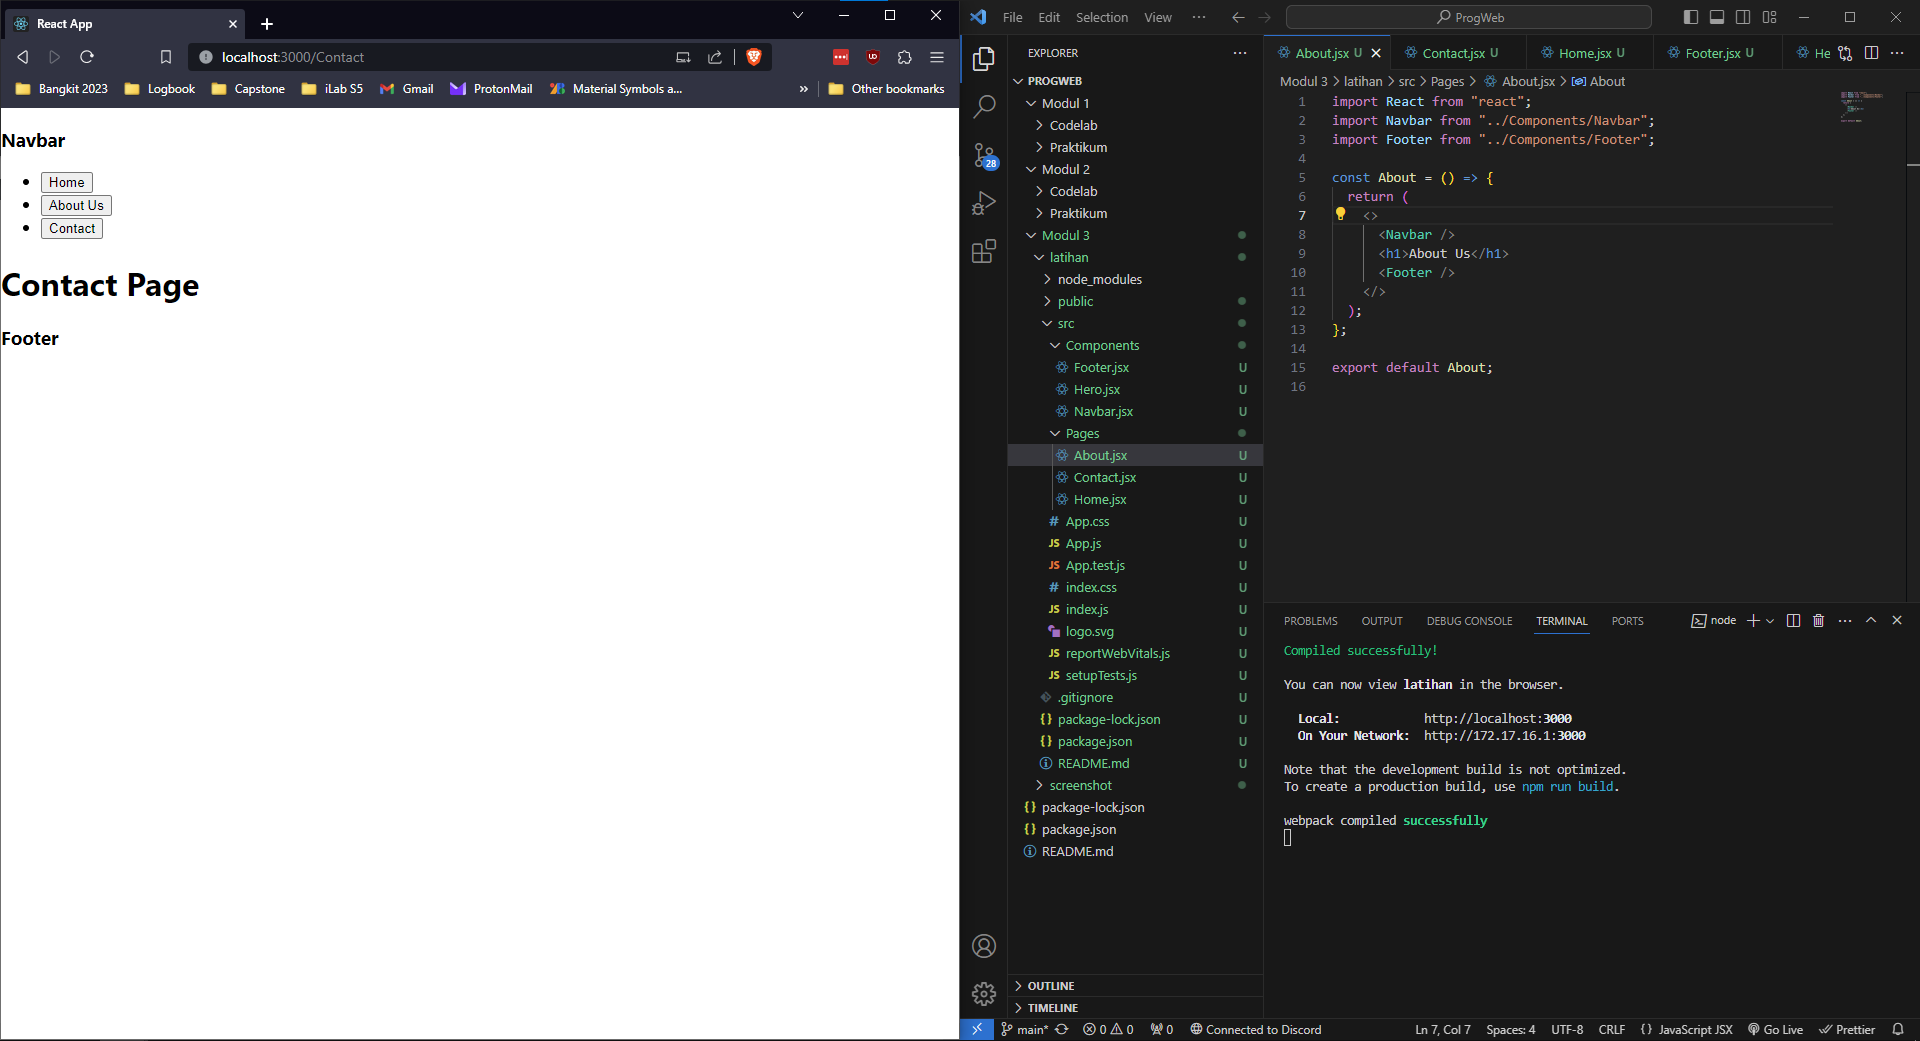 React App
localhost:3000/Contact
Bangkit 2023
Logbook
Capstone
iLab S5
Gmail
ProtonMail
Material Symbols a...
»
Other bookmarks
Navbar
Home
About Us
Contact
Contact Page
Footer
File Edit Selection View ···
ProgWeb
EXPLORER
PROGWEB
Modul 1
Codelab
Praktikum
Modul 2
Codelab
Praktikum
Modul 3
latihan
node_modules
public
src
Components
Footer.jsx U
Hero.jsx U
Navbar.jsx U
Pages
About.jsx U
Contact.jsx U
Home.jsx U
# App.css U
JS App.js U
JS App.test.js U
# index.css U
JS index.js U
logo.svg U
JS reportWebVitals.js U
JS setupTests.js U
.gitignore U
{} package-lock.json U
{} package.json U
README.md U
screenshot
{} package-lock.json
{} package.json
README.md
OUTLINE
TIMELINE
28
About.jsx U
Contact.jsx U
Home.jsx U
Footer.jsx U
He
Modul 3 > latihan > src > Pages > About.jsx > About
1 import React from "react";
2 import Navbar from "../Components/Navbar";
3 import Footer from "../Components/Footer";
4
5 const About = () => {
6 return (
7 <>
8 <Navbar />
9 <h1>About Us</h1>
10 <Footer />
11 </>
12 );
13 };
14
15 export default About;
16
PROBLEMS OUTPUT DEBUG CONSOLE TERMINAL PORTS
node
Compiled successfully!
You can now view latihan in the browser.
Local: http://localhost:3000
On Your Network: http://172.17.16.1:3000
Note that the development build is not optimized.
To create a production build, use npm run build.
webpack compiled successfully
main* 0 0 0 Connected to Discord
Ln 7, Col 7 Spaces: 4 UTF-8 CRLF {} JavaScript JSX Go Live Prettier